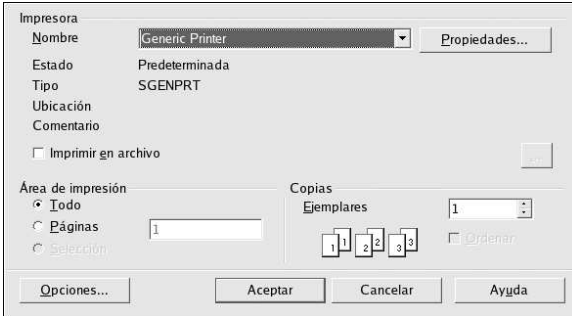 Impresora
Nombre Generic Printer Propiedades...
Estado Predeterminada
Tipo SGENPRT
Ubicación
Comentario
Imprimir en archivo
Área de impresión Copias
Todo Ejemplares 1
Páginas 1
1 1 2 2 3 3 Ordenar
Selección
Opciones... Aceptar Cancelar Ayuda